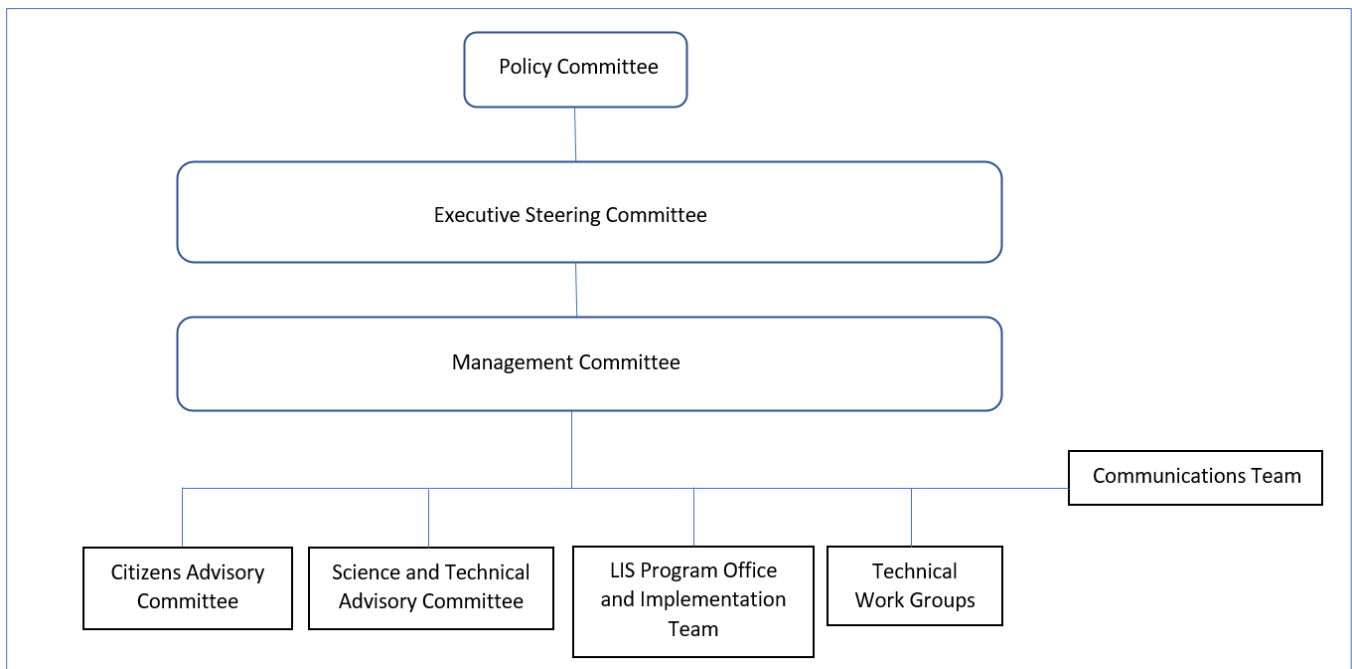 Policy Committee
Executive Steering Committee
Management Committee
Communications Team
Citizens Advisory
Committee
Science and Technical
Advisory Committee
LIS Program Office
and Implementation
Team
Technical
Work Groups